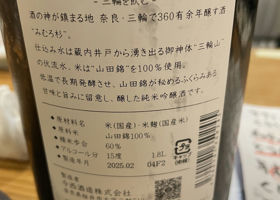 - 三輪を飲む -
酒の神が鎮まる地 奈良・三輪で360有余年醸す酒
"みむろ杉"。
仕込み水は蔵内井戸から湧き出る御神体"三輪山"
の伏流水。米は"山田錦"を100%使用。
低温で長期発酵させ、山田錦が秘めるふくらみある
甘味と旨みに留意し、醸した純米吟醸酒です。
●原材料名 米(国産)・米麹(国産米)
●原料米 山田錦100%
●精米歩合 60%
●アルコール分 15度 1.8L
●製造年月 2025.02 04F2
製造者
今西酒造株式会社
キャップ